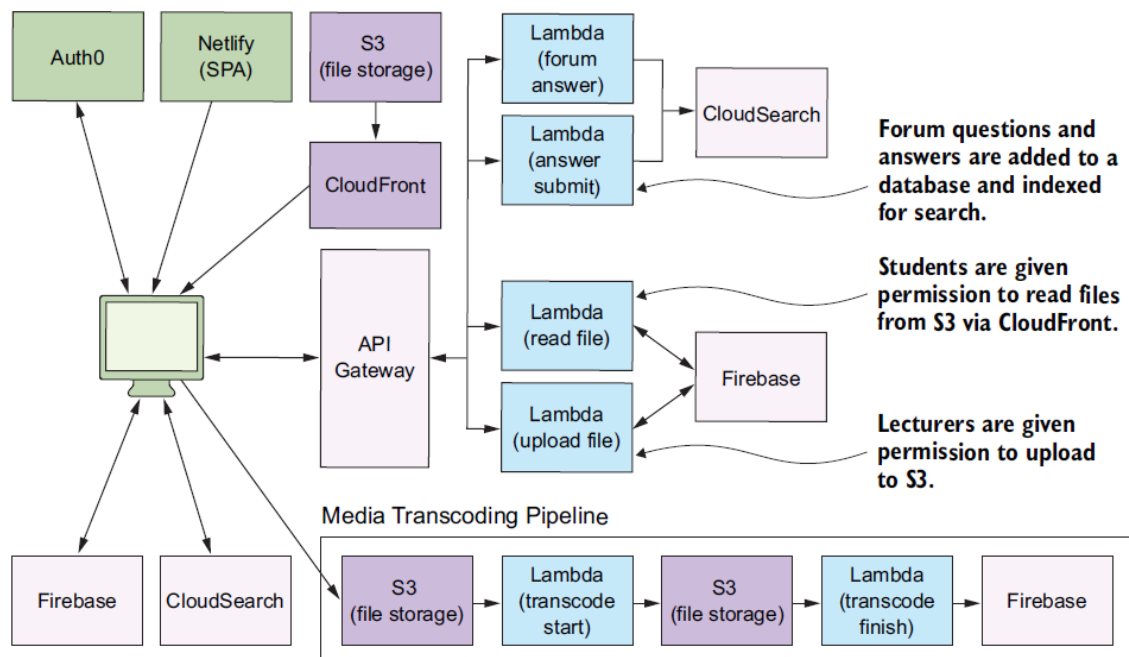 Auth0
Netlify
(SPA)
S3
(file storage)
Lambda
(forum
answer)
CloudSearch
Forum questions and
answers are added to a
database and indexed
for search.
CloudFront
Lambda
(answer
submit)
API
Gateway
Lambda
(read file)
Students are given
permission to read files
from S3 via CloudFront.
Firebase
Lambda
(upload file)
Lecturers are given
permission to upload
to S3.
Media Transcoding Pipeline
Firebase
CloudSearch
S3
(file storage)
Lambda
(transcode
start)
S3
(file storage)
Lambda
(transcode
finish)
Firebase